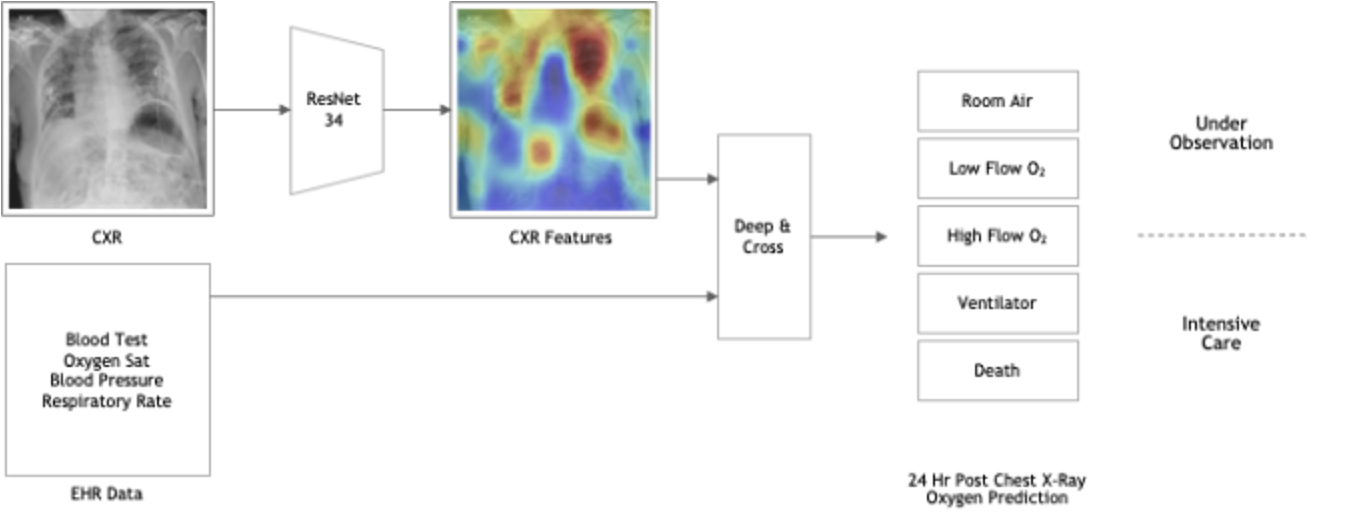 ResNet
34
CXR
CXR Features
Blood Test
Oxygen Sat
Blood Pressure
Respiratory Rate
EHR Data
Deep &
Cross
Room Air
Low Flow O₂
High Flow O₂
Ventilator
Death
24 Hr Post Chest X-Ray
Oxygen Prediction
Under
Observation
Intensive
Care